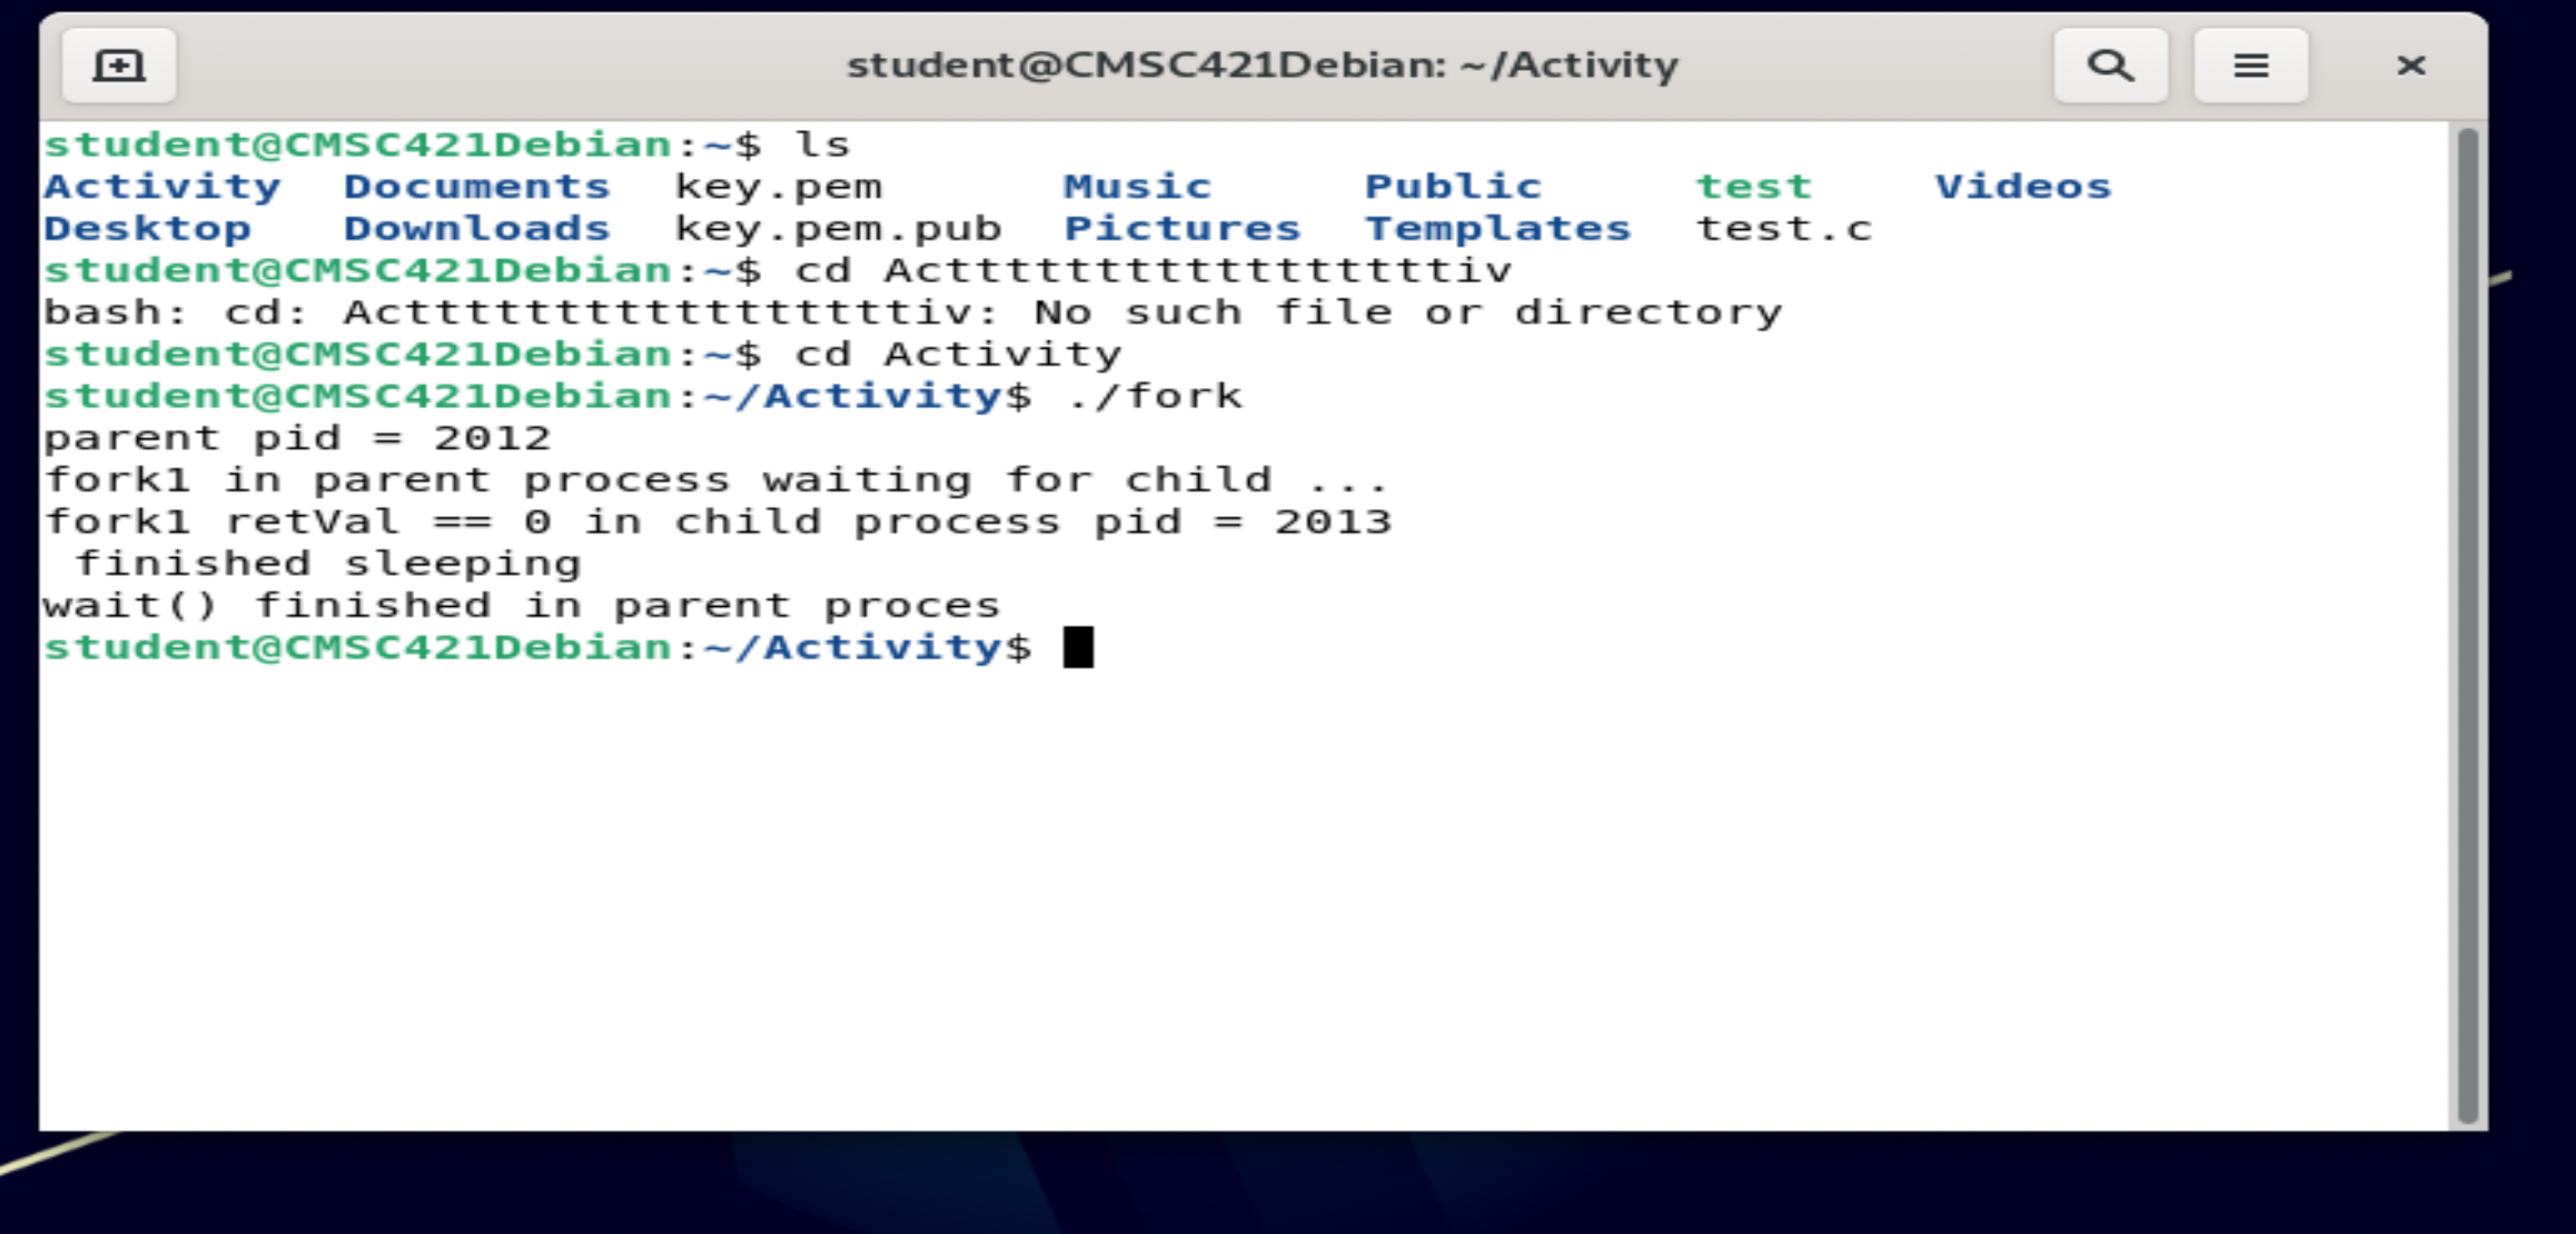 student@CMSC421Debian: ~/Activity
student@CMSC421Debian:~$ ls
Activity  Documents  key.pem      Music     Public     test    Videos
Desktop   Downloads  key.pem.pub  Pictures  Templates  test.c
student@CMSC421Debian:~$ cd Actttttttttttttttttttiv
bash: cd: Actttttttttttttttttttiv: No such file or directory
student@CMSC421Debian:~$ cd Activity
student@CMSC421Debian:~/Activity$ ./fork
parent pid = 2012
fork1 in parent process waiting for child ...
fork1 retVal == 0 in child process pid = 2013
 finished sleeping
wait() finished in parent proces
student@CMSC421Debian:~/Activity$